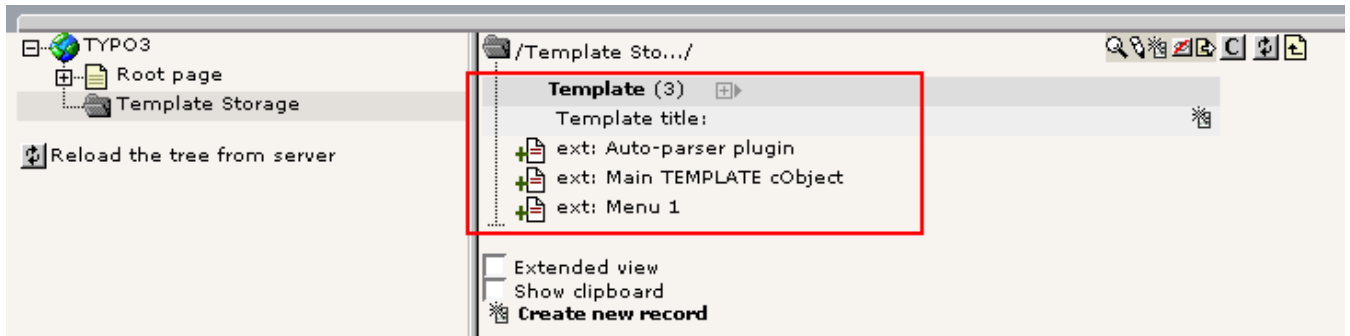 TYPO3
Root page
Template Storage
Reload the tree from server
/Template Sto.../
C
Template (3)
Template title:
ext: Auto-parser plugin
ext: Main TEMPLATE cObject
ext: Menu 1
Extended view
Show clipboard
Create new record